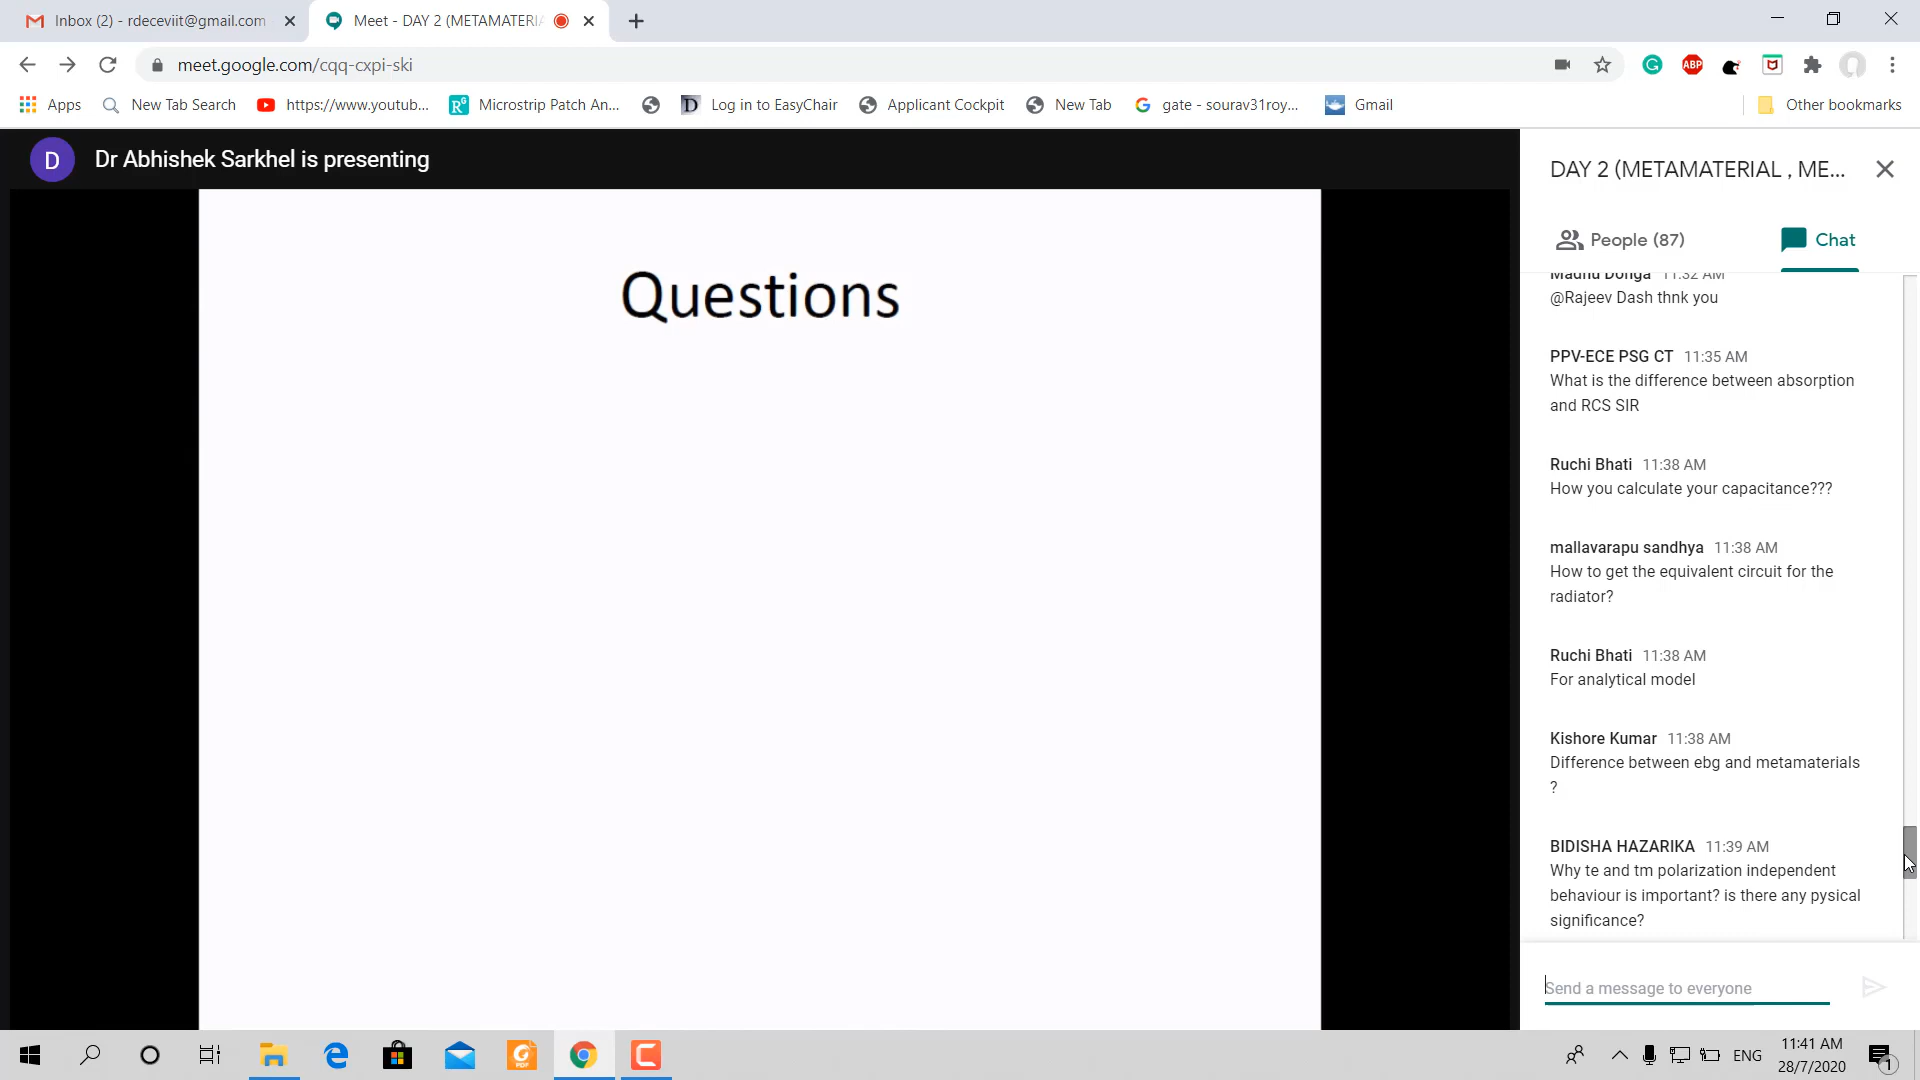 Inbox (2) - rdeceviit@gmail.com
Meet - DAY 2 (METAMATERI
meet.google.com/cqq-cxpi-ski
ABP
Apps
New Tab Search
https://www.youtub...
Microstrip Patch An...
Log in to EasyChair
Applicant Cockpit
New Tab
gate - sourav31roy...
Gmail
Other bookmarks
D
Dr Abhishek Sarkhel is presenting
Questions
DAY 2 (METAMATERIAL , ME...
People (87)
Chat
Madhu Donga 11:32 AM
@Rajeev Dash thnk you
PPV-ECE PSG CT 11:35 AM
What is the difference between absorption
and RCS SIR
Ruchi Bhati 11:38 AM
How you calculate your capacitance???
mallavarapu sandhya 11:38 AM
How to get the equivalent circuit for the
radiator?
Ruchi Bhati 11:38 AM
For analytical model
Kishore Kumar 11:38 AM
Difference between ebg and metamaterials
?
BIDISHA HAZARIKA 11:39 AM
Why te and tm polarization independent
behaviour is important? is there any pysical
significance?
Send a message to everyone
ENG
11:41 AM
28/7/2020
1